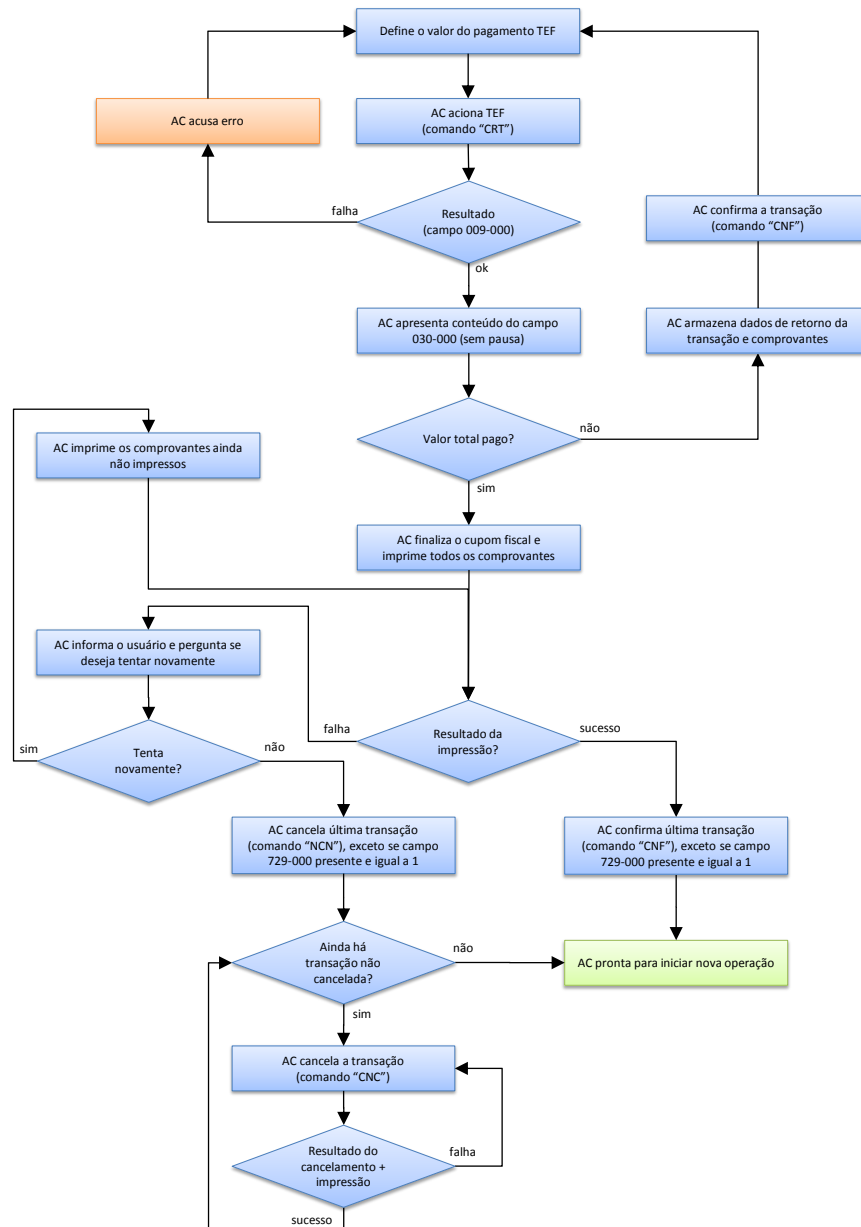 Define o valor do pagamento TEF
AC acusa erro
AC aciona TEF
(comando “CRT”)
falha
Resultado
(campo 009-000)
AC confirma a transação
(comando “CNF”)
ok
AC apresenta conteúdo do campo
030-000 (sem pausa)
AC armazena dados de retorno da
transação e comprovantes
AC imprime os comprovantes ainda
não impressos
Valor total pago?
não
sim
AC finaliza o cupom fiscal e
imprime todos os comprovantes
AC informa o usuário e pergunta se
deseja tentar novamente
falha
Resultado da
impressão?
sucesso
sim
Tenta
novamente?
não
AC cancela última transação
(comando “NCN”), exceto se campo
729-000 presente e igual a 1
AC confirma última transação
(comando “CNF”), exceto se campo
729-000 presente e igual a 1
Ainda há
transação não
cancelada?
não
AC pronta para iniciar nova operação
sim
AC cancela a transação
(comando “CNC”)
Resultado do
cancelamento +
impressão
falha
sucesso